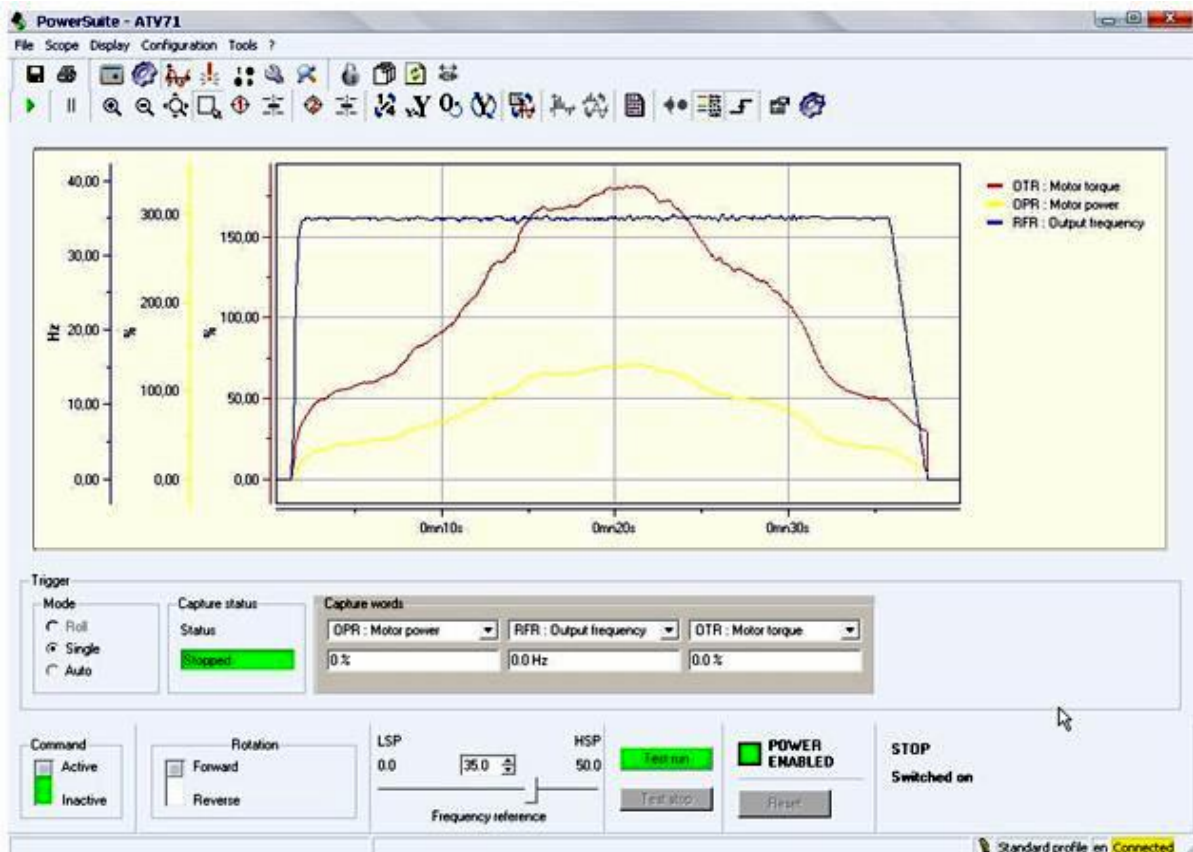 PowerSuite - ATV71
File Scope Display Configuration Tools ?
40,00
30,00
Hz 20,00
10,00
0,00
300,00
200,00
%
100,00
0,00
150,00
100,00
%
50,00
0,00
0mn10s 0mn20s 0mn30s
OTR : Motor torque
OPR : Motor power
RFR : Output frequency
Trigger
Mode
Roll
Single
Auto
Capture status
Status
Stopped
Capture words
OPR : Motor power RFR : Output frequency OTR : Motor torque
0 % 0.0 Hz 0.0 %
Command
Active
Inactive
Rotation
Forward
Reverse
LSP HSP
0.0 35.0 50.0
Frequency reference
Test run
Test stop
POWER
ENABLED
Reset
STOP
Switched on
Standard profile en Connected